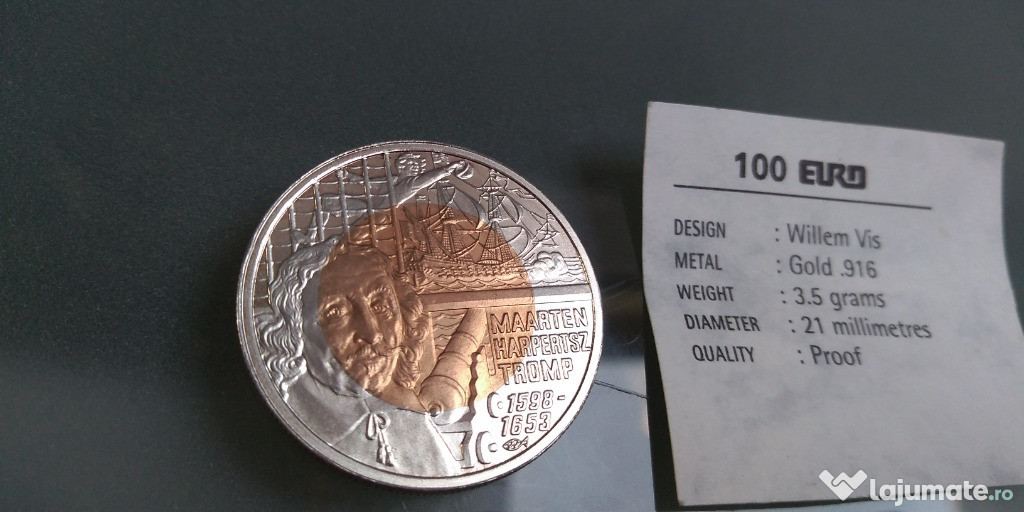 MAARTEN
HARPERTSZ
TROMP
1598-
1653
100 EURO
DESIGN : Willem Vis
METAL : Gold .916
WEIGHT : 3.5 grams
DIAMETER : 21 millimetres
QUALITY : Proof
lajumate.ro